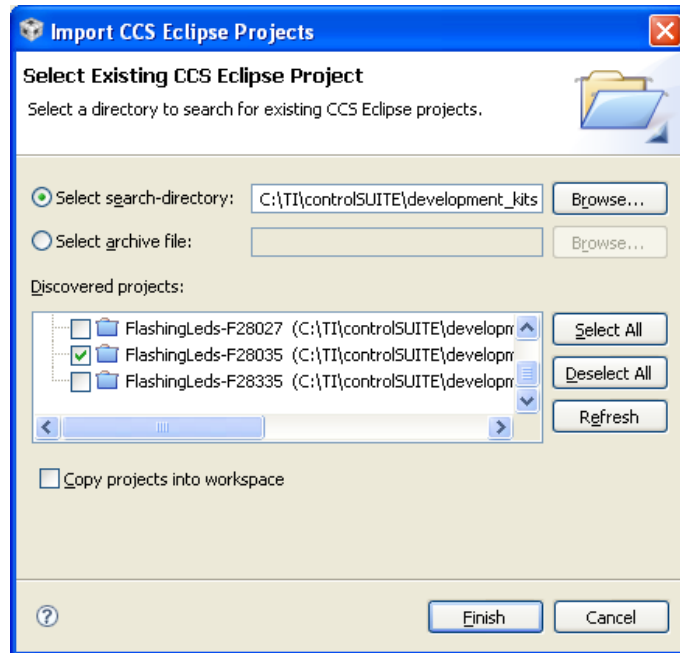 Import CCS Eclipse Projects
Select Existing CCS Eclipse Project
Select a directory to search for existing CCS Eclipse projects.
Select search-directory: C:\TI\controlSUITE\development_kits Browse...
Select archive file: Browse...
Discovered projects:
FlashingLeds-F28027 (C:\TI\controlSUITE\developm
FlashingLeds-F28035 (C:\TI\controlSUITE\developm
FlashingLeds-F28335 (C:\TI\controlSUITE\developm
Select All
Deselect All
Refresh
Copy projects into workspace
?
Finish Cancel